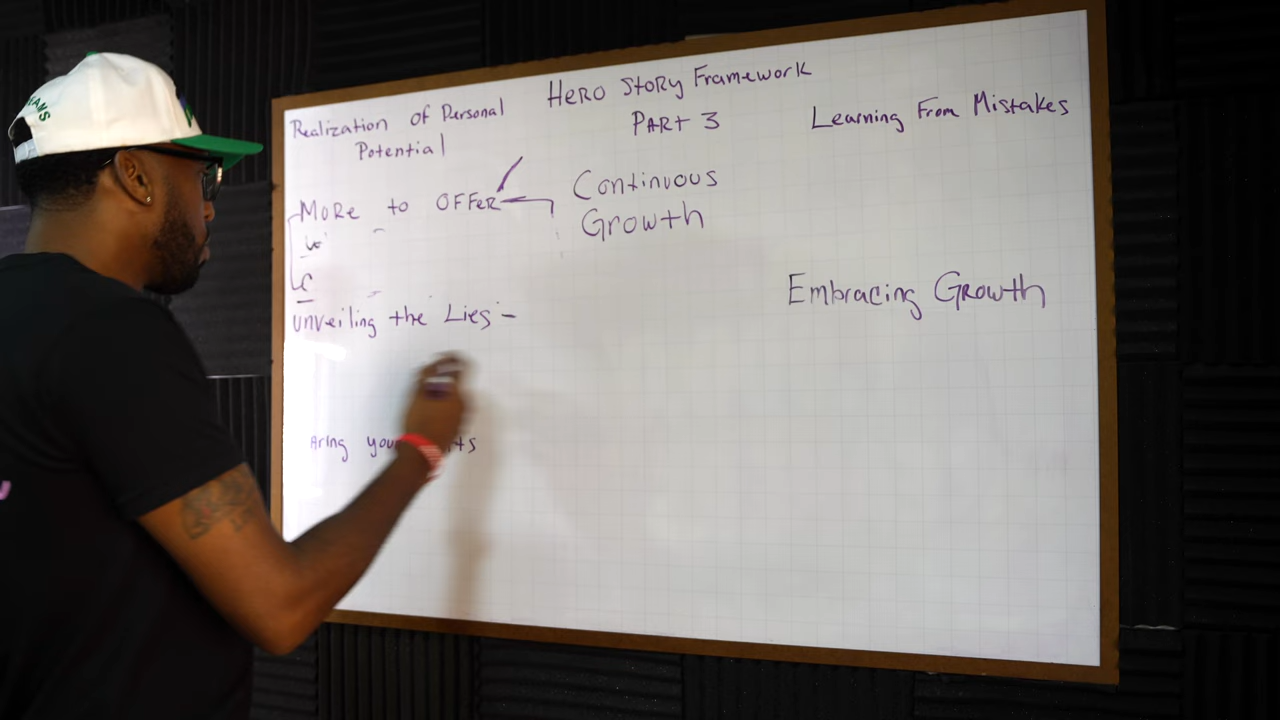 Hero Story Framework
Part 3
Realization of Personal
Potential
More to Offer
w
C
Unveiling the Lies -
Aring
Continuous
Growth
Learning From Mistakes
Embracing Growth